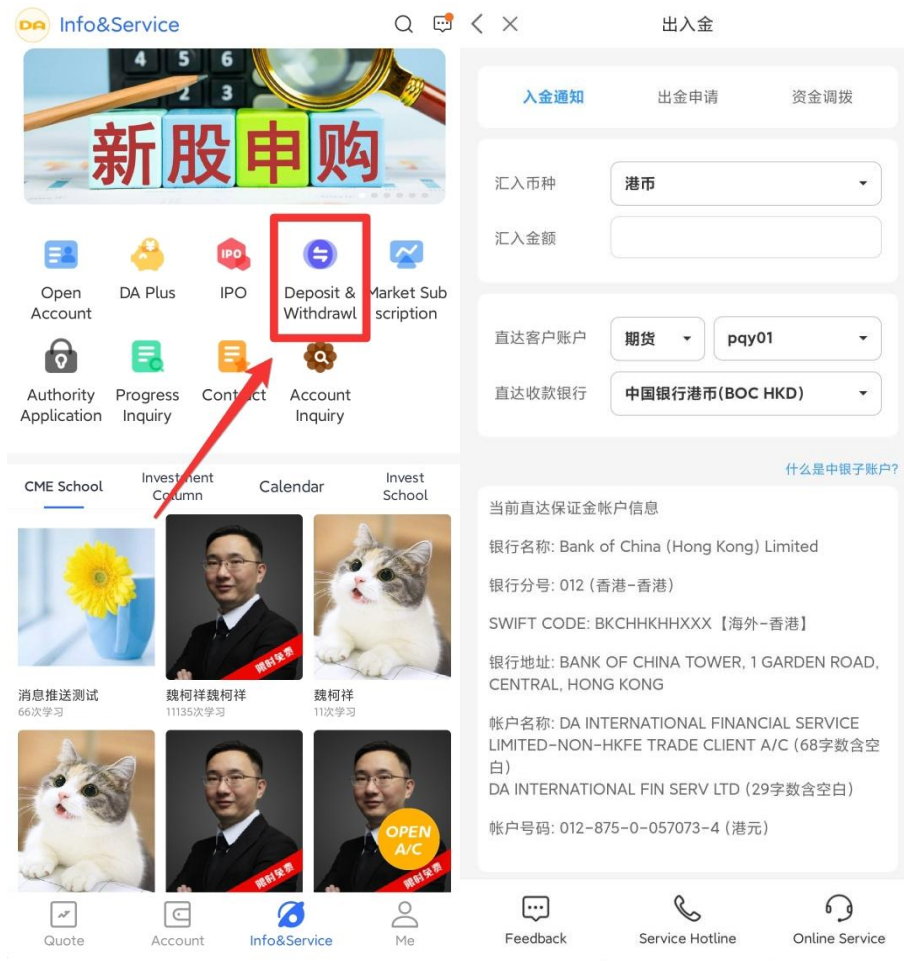 DA Info&Service
4 5 6
2 3
新股申购
Open
Account
DA Plus
IPO
IPO
Deposit &
Withdrawl
Market Sub
scription
Authority
Application
Progress
Inquiry
Contract
Account
Inquiry
CME School
Investment
Column
Calendar
Invest
School
限时免费
消息推送测试
66次学习
魏柯祥魏柯祥
11135次学习
魏柯祥
11次学习
限时免费
OPEN
A/C
限时免费
Quote
Account
Info&Service
Me
出入金
入金通知
出金申请
资金调拨
汇入币种
港币
汇入金额
直达客户账户
期货
pqy01
直达收款银行
中国银行港币(BOC HKD)
什么是中银子账户?
当前直达保证金帐户信息
银行名称: Bank of China (Hong Kong) Limited
银行分号: 012 (香港-香港)
SWIFT CODE: BKCHHKHHXXX【海外-香港】
银行地址: BANK OF CHINA TOWER, 1 GARDEN ROAD,
CENTRAL, HONG KONG
帐户名称: DA INTERNATIONAL FINANCIAL SERVICE
LIMITED-NON-HKFE TRADE CLIENT A/C (68字数含空
白)
DA INTERNATIONAL FIN SERV LTD (29字数含空白)
帐户号码: 012-875-0-057073-4 (港元)
Feedback
Service Hotline
Online Service